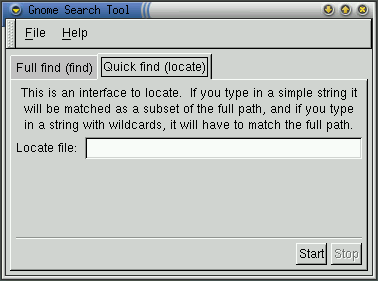 Gnome Search Tool
File Help
Full find (find) Quick find (locate)
This is an interface to locate. If you type in a simple string it
will be matched as a subset of the full path, and if you type
in a string with wildcards, it will have to match the full path.
Locate file:
Start Stop